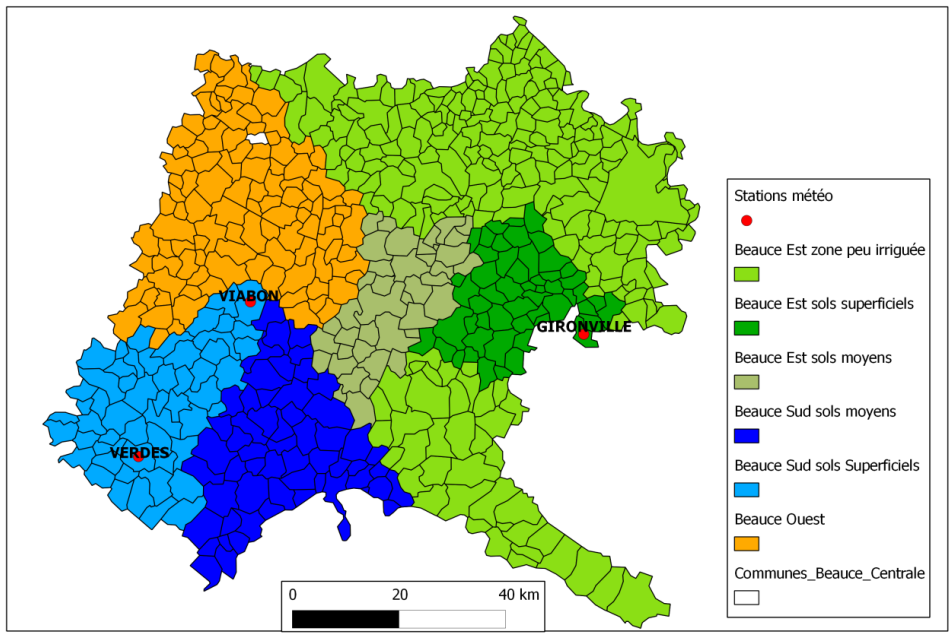 Stations météo
Beauce Est zone peu irriguée
Beauce Est sols superficiels
Beauce Est sols moyens
Beauce Sud sols moyens
Beauce Sud sols Superficiels
Beauce Ouest
Communes_Beauce_Centrale
VIABON
GIRONVILLE
VERDES
0 20 40 km